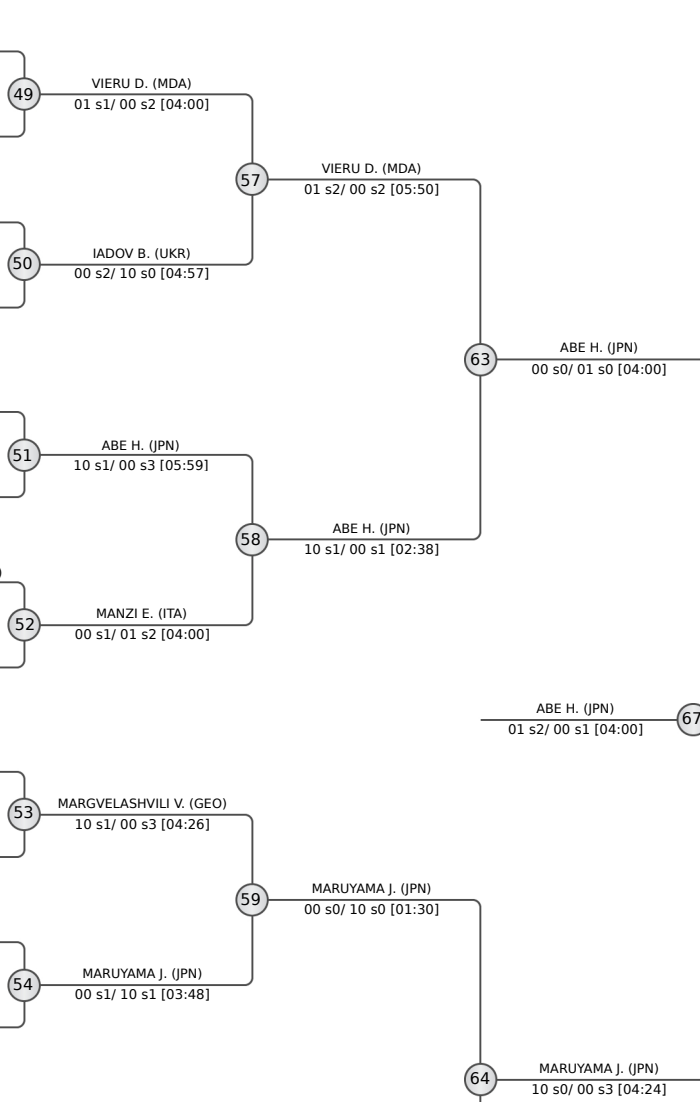 49
VIERU D. (MDA)
01 s1/ 00 s2 [04:00]
57
VIERU D. (MDA)
01 s2/ 00 s2 [05:50]
50
IADOV B. (UKR)
00 s2/ 10 s0 [04:57]
63
ABE H. (JPN)
00 s0/ 01 s0 [04:00]
51
ABE H. (JPN)
10 s1/ 00 s3 [05:59]
58
ABE H. (JPN)
10 s1/ 00 s1 [02:38]
)
52
MANZI E. (ITA)
00 s1/ 01 s2 [04:00]
ABE H. (JPN)
01 s2/ 00 s1 [04:00]
67
53
MARGVELASHVILI V. (GEO)
10 s1/ 00 s3 [04:26]
59
MARUYAMA J. (JPN)
00 s0/ 10 s0 [01:30]
54
MARUYAMA J. (JPN)
00 s1/ 10 s1 [03:48]
64
MARUYAMA J. (JPN)
10 s0/ 00 s3 [04:24]